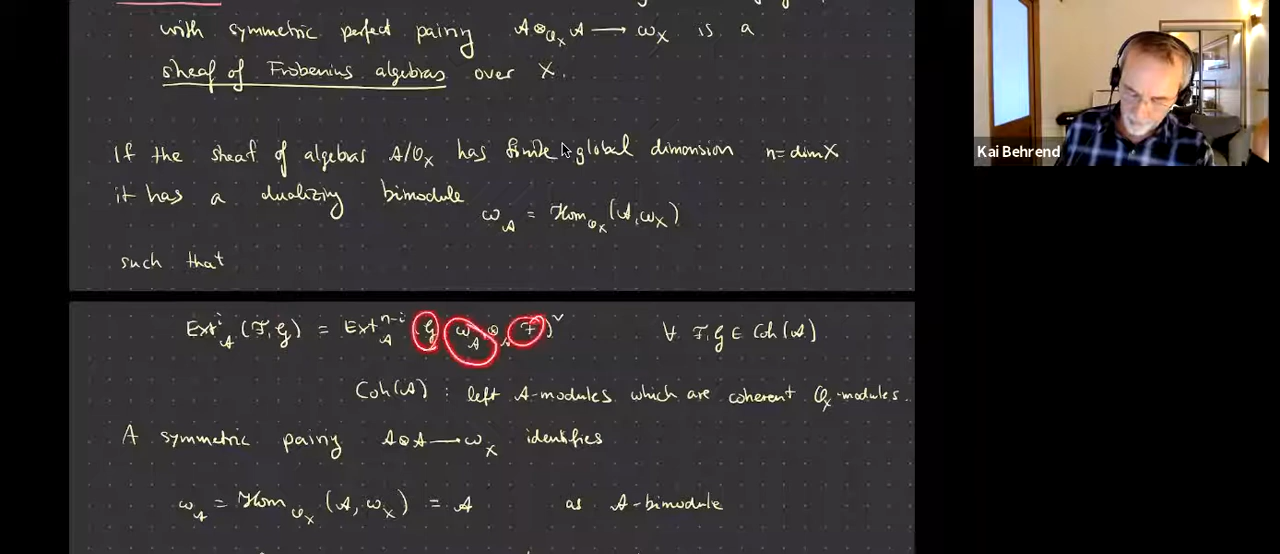 with symmetric perfect pairing 𝒜 ⊗_{𝒪_X} 𝒜 ⟶ ω_X is a
sheaf of Frobenius algebras over X.
If the sheaf of algebras 𝒜/𝒪_X has finite global dimension n = dim X
it has a dualizing bimodule
ω_𝒜 = Hom_{𝒪_X}(𝒜, ω_X)
such that
Ext^i_𝒜(ℱ, 𝒢) = Ext^{n-i}_𝒜(𝒢, ω_𝒜 ⊗_𝒜 ℱ)^∨ ∀ ℱ, 𝒢 ∈ Coh(𝒜)
Coh(𝒜) : left 𝒜-modules which are coherent 𝒪_X-modules.
A symmetric pairing 𝒜 ⊗ 𝒜 ⟶ ω_X identifies
ω_𝒜 = Hom_{𝒪_X}(𝒜, ω_X) = 𝒜 as 𝒜-bimodule
Kai Behrend